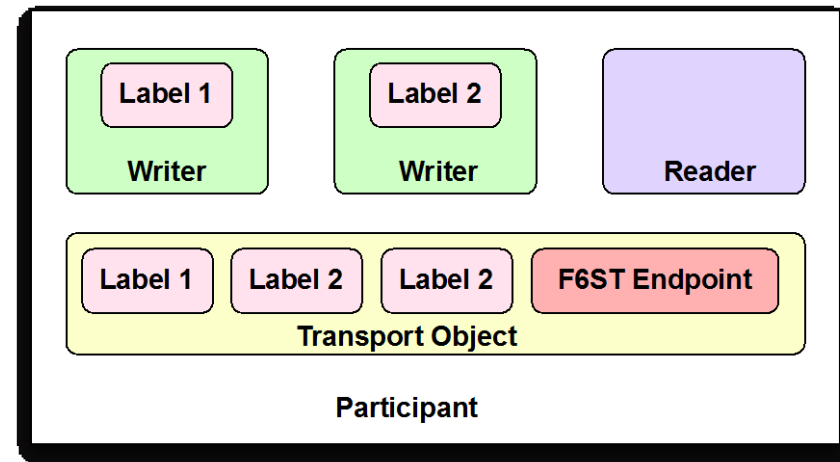 Label 1
Label 2
Writer
Writer
Reader
Label 1
Label 2
Label 2
F6ST Endpoint
Transport Object
Participant